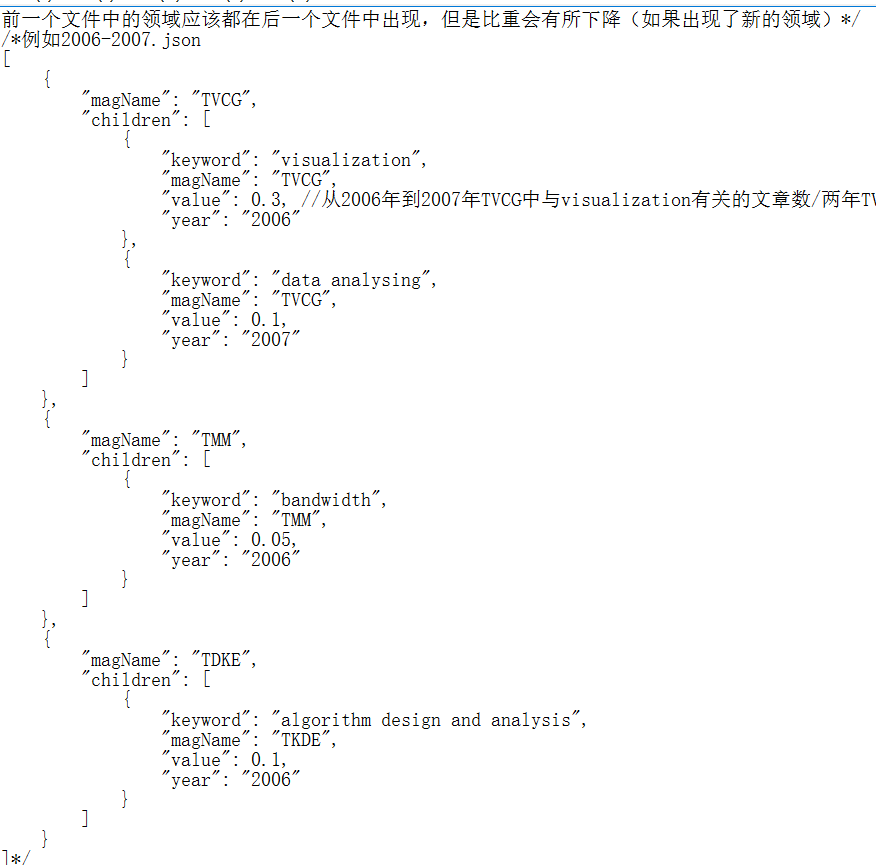 前一个文件中的领域应该都在后一个文件中出现，但是比重会有所下降（如果出现了新的领域）*/
/*例如2006-2007.json
[
    {
        "magName": "TVCG",
        "children": [
            {
                "keyword": "visualization",
                "magName": "TVCG",
                "value": 0.3, //从2006年到2007年TVCG中与visualization有关的文章数/两年TV
                "year": "2006"
            },
            {
                "keyword": "data analysing",
                "magName": "TVCG",
                "value": 0.1,
                "year": "2007"
            }
        ]
    },
    {
        "magName": "TMM",
        "children": [
            {
                "keyword": "bandwidth",
                "magName": "TMM",
                "value": 0.05,
                "year": "2006"
            }
        ]
    },
    {
        "magName": "TDKE",
        "children": [
            {
                "keyword": "algorithm design and analysis",
                "magName": "TKDE",
                "value": 0.1,
                "year": "2006"
            }
        ]
    }
]*/